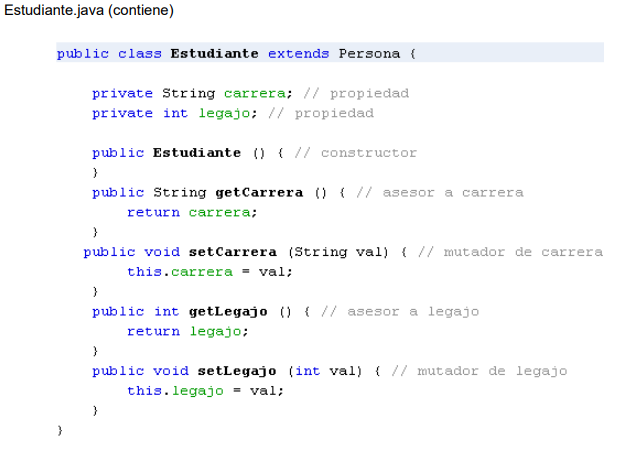 Estudiante.java (contiene)
public class Estudiante extends Persona {
private String carrera; // propiedad
private int legajo; // propiedad
public Estudiante () { // constructor
}
public String getCarrera () { // asesor a carrera
return carrera;
}
public void setCarrera (String val) { // mutador de carrera
this.carrera = val;
}
public int getLegajo () { // asesor a legajo
return legajo;
}
public void setLegajo (int val) { // mutador de legajo
this.legajo = val;
}
}